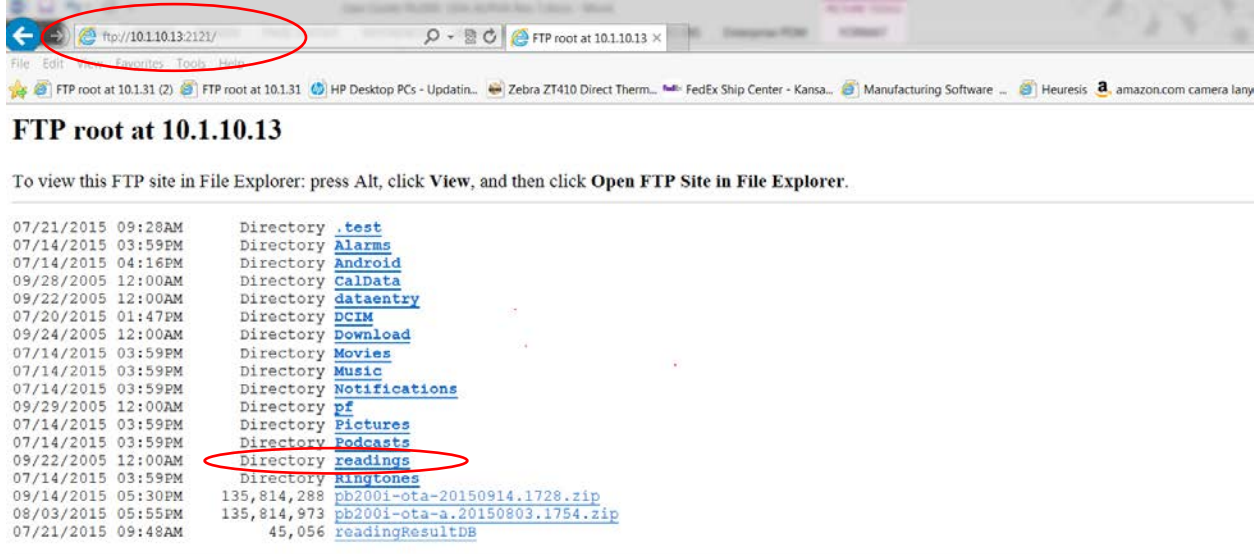 ftp://10.1.10.13:2121/ FTP root at 10.1.10.13
File Edit View Favorites Tools Help
FTP root at 10.1.31 (2) FTP root at 10.1.31 HP Desktop PCs - Updatin... Zebra ZT410 Direct Therm... FedEx Ship Center - Kansa... Manufacturing Software ... Heuresis amazon.com camera lany
FTP root at 10.1.10.13
To view this FTP site in File Explorer: press Alt, click View, and then click Open FTP Site in File Explorer.
07/21/2015 09:28AM Directory .test
07/14/2015 03:59PM Directory Alarms
07/14/2015 04:16PM Directory Android
09/28/2005 12:00AM Directory CalData
09/22/2005 12:00AM Directory dataentry
07/20/2015 01:47PM Directory DCIM
09/24/2005 12:00AM Directory Download
07/14/2015 03:59PM Directory Movies
07/14/2015 03:59PM Directory Music
07/14/2015 03:59PM Directory Notifications
09/29/2005 12:00AM Directory pf
07/14/2015 03:59PM Directory Pictures
07/14/2015 03:59PM Directory Podcasts
09/22/2005 12:00AM Directory readings
07/14/2015 03:59PM Directory Ringtones
09/14/2015 05:30PM 135,814,288 pb200i-ota-20150914.1728.zip
08/03/2015 05:55PM 135,814,973 pb200i-ota-a.20150803.1754.zip
07/21/2015 09:48AM 45,056 readingResultDB